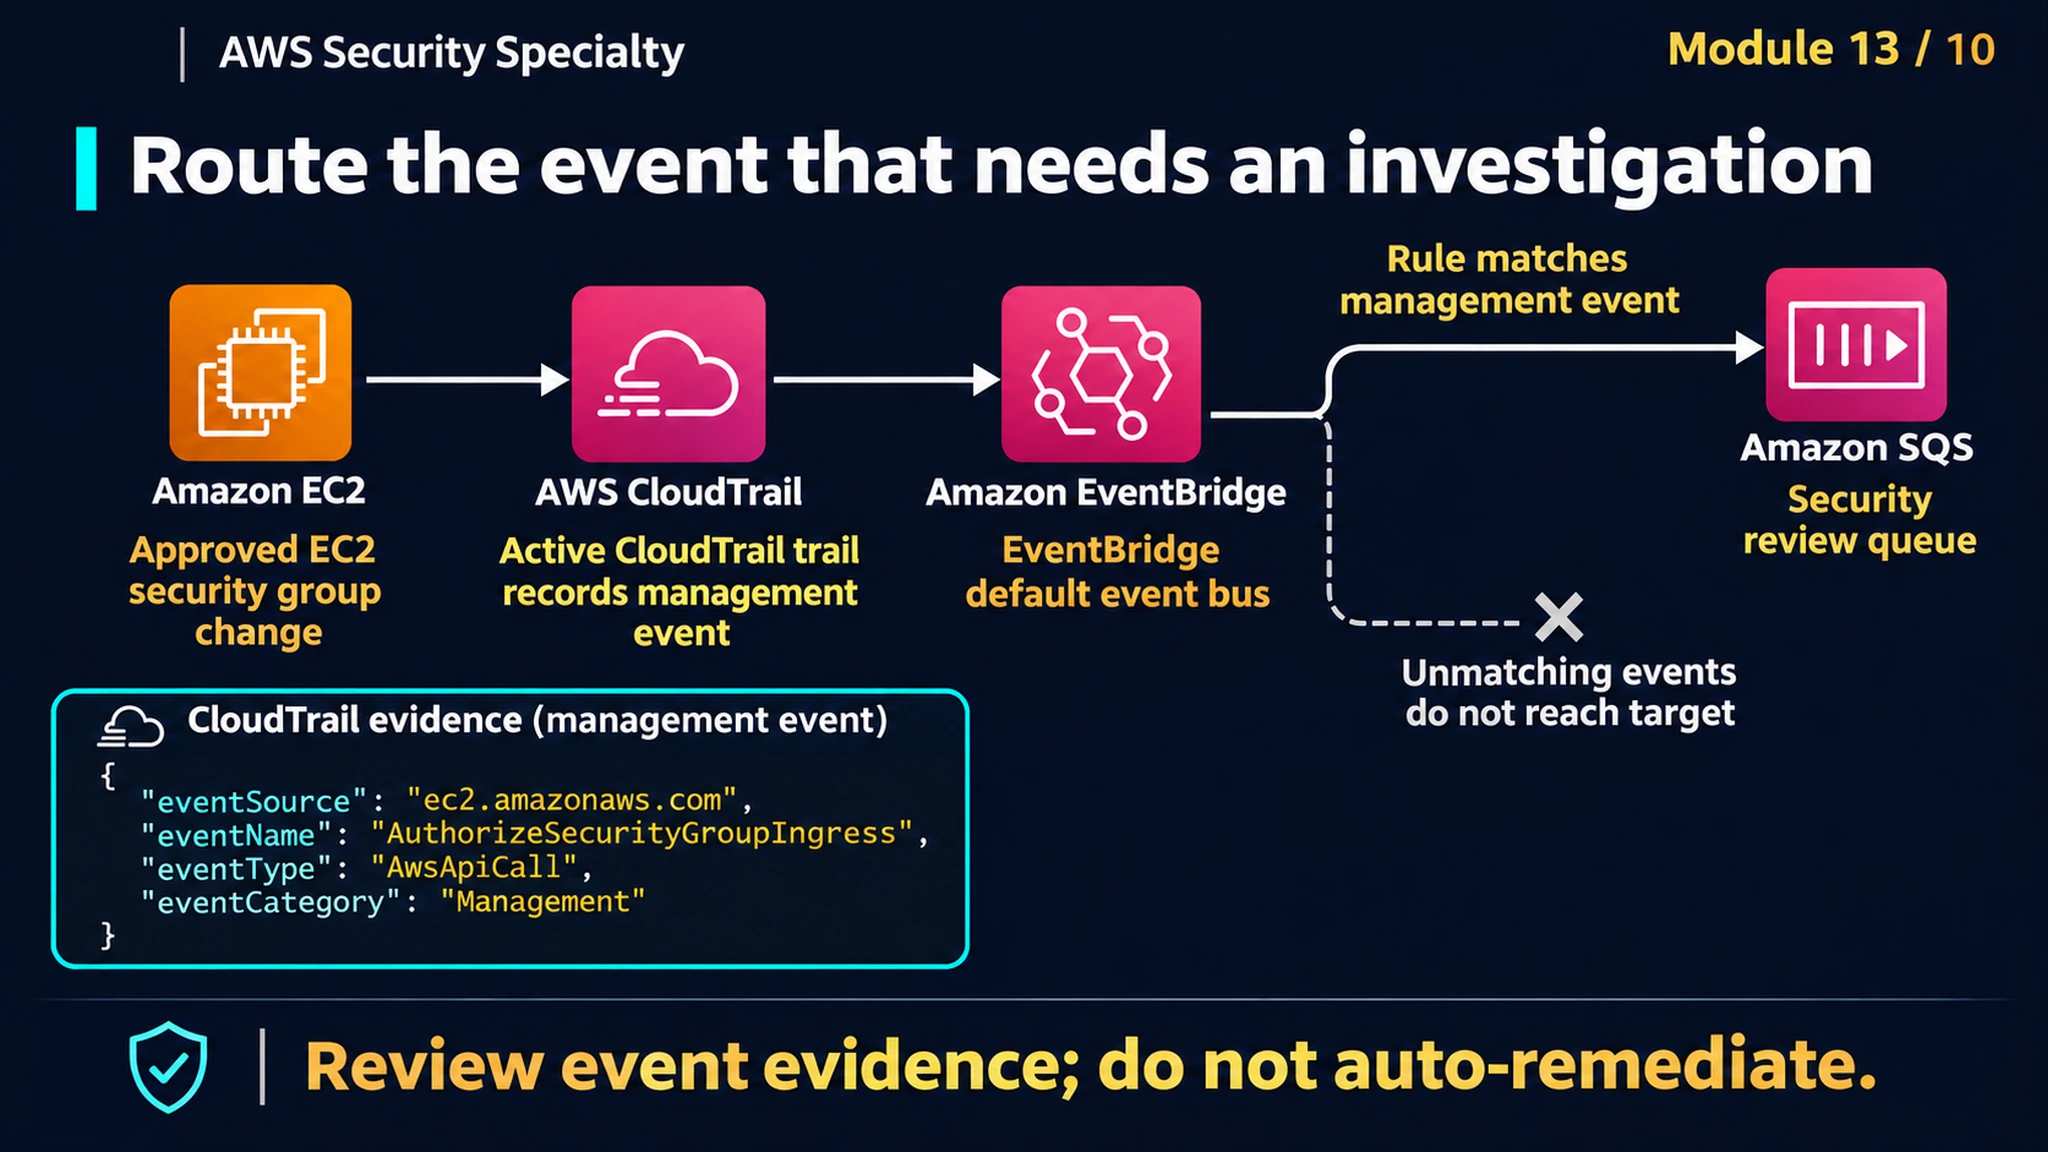 AWS Security Specialty
Module 13 / 10
Route the event that needs an investigation
Rule matches
management event
Amazon EC2
AWS CloudTrail
Amazon EventBridge
Amazon SQS
Approved EC2
security group
change
Active CloudTrail trail
records management
event
EventBridge
default event bus
Security
review queue
Unmatching events
do not reach target
CloudTrail evidence (management event)
{
"eventSource": "ec2.amazonaws.com",
"eventName": "AuthorizeSecurityGroupIngress",
"eventType": "AwsApiCall",
"eventCategory": "Management"
}
Review event evidence; do not auto-remediate.